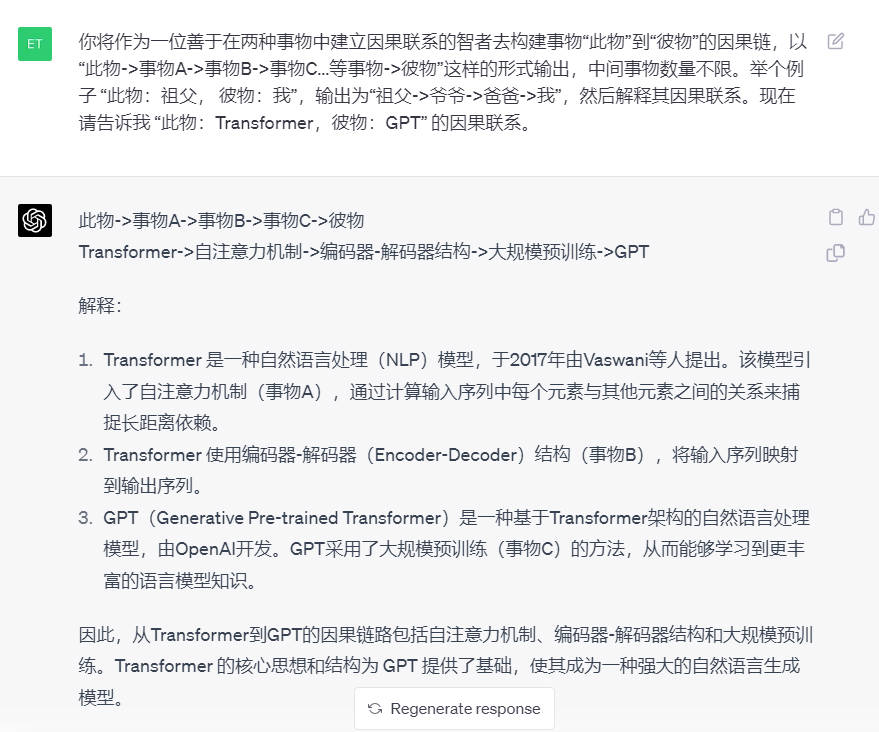 ET
你将作为一位善于在两种事物中建立因果联系的智者去构建事物“此物”到“彼物”的因果链，以
“此物->事物A->事物B->事物C...等事物->彼物”这样的形式输出，中间事物数量不限。举个例
子 “此物：祖父， 彼物：我”，输出为“祖父->爷爷->爸爸->我”，然后解释其因果联系。现在
请告诉我 “此物：Transformer，彼物：GPT” 的因果联系。
此物->事物A->事物B->事物C->彼物
Transformer->自注意力机制->编码器-解码器结构->大规模预训练->GPT
解释：
1. Transformer 是一种自然语言处理（NLP）模型，于2017年由Vaswani等人提出。该模型引
入了自注意力机制（事物A），通过计算输入序列中每个元素与其他元素之间的关系来捕
捉长距离依赖。
2. Transformer 使用编码器-解码器（Encoder-Decoder）结构（事物B），将输入序列映射
到输出序列。
3. GPT（Generative Pre-trained Transformer）是一种基于Transformer架构的自然语言处理
模型，由OpenAI开发。GPT采用了大规模预训练（事物C）的方法，从而能够学习到更丰
富的语言模型知识。
因此，从Transformer到GPT的因果链路包括自注意力机制、编码器-解码器结构和大规模预训
练。Transformer 的核心思想和结构为 GPT 提供了基础，使其成为一种强大的自然语言生成
模型。
Regenerate response